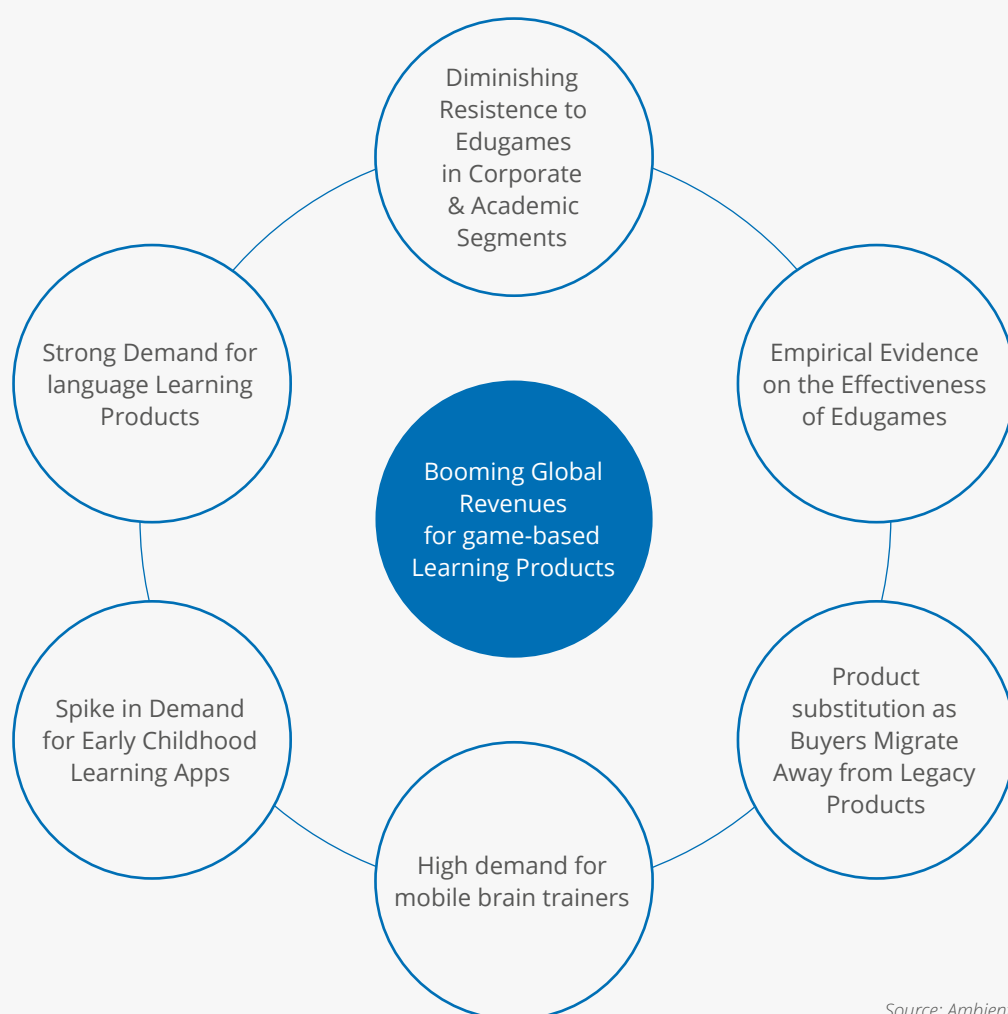 Diminishing
Resistence to
Edugames
in Corporate
& Academic
Segments
Strong Demand for
language Learning
Products
Empirical Evidence
on the Effectiveness
of Edugames
Booming Global
Revenues
for game-based
Learning Products
Spike in Demand
for Early Childhood
Learning Apps
Product
substitution as
Buyers Migrate
Away from Legacy
Products
High demand for
mobile brain trainers
Source: Ambient